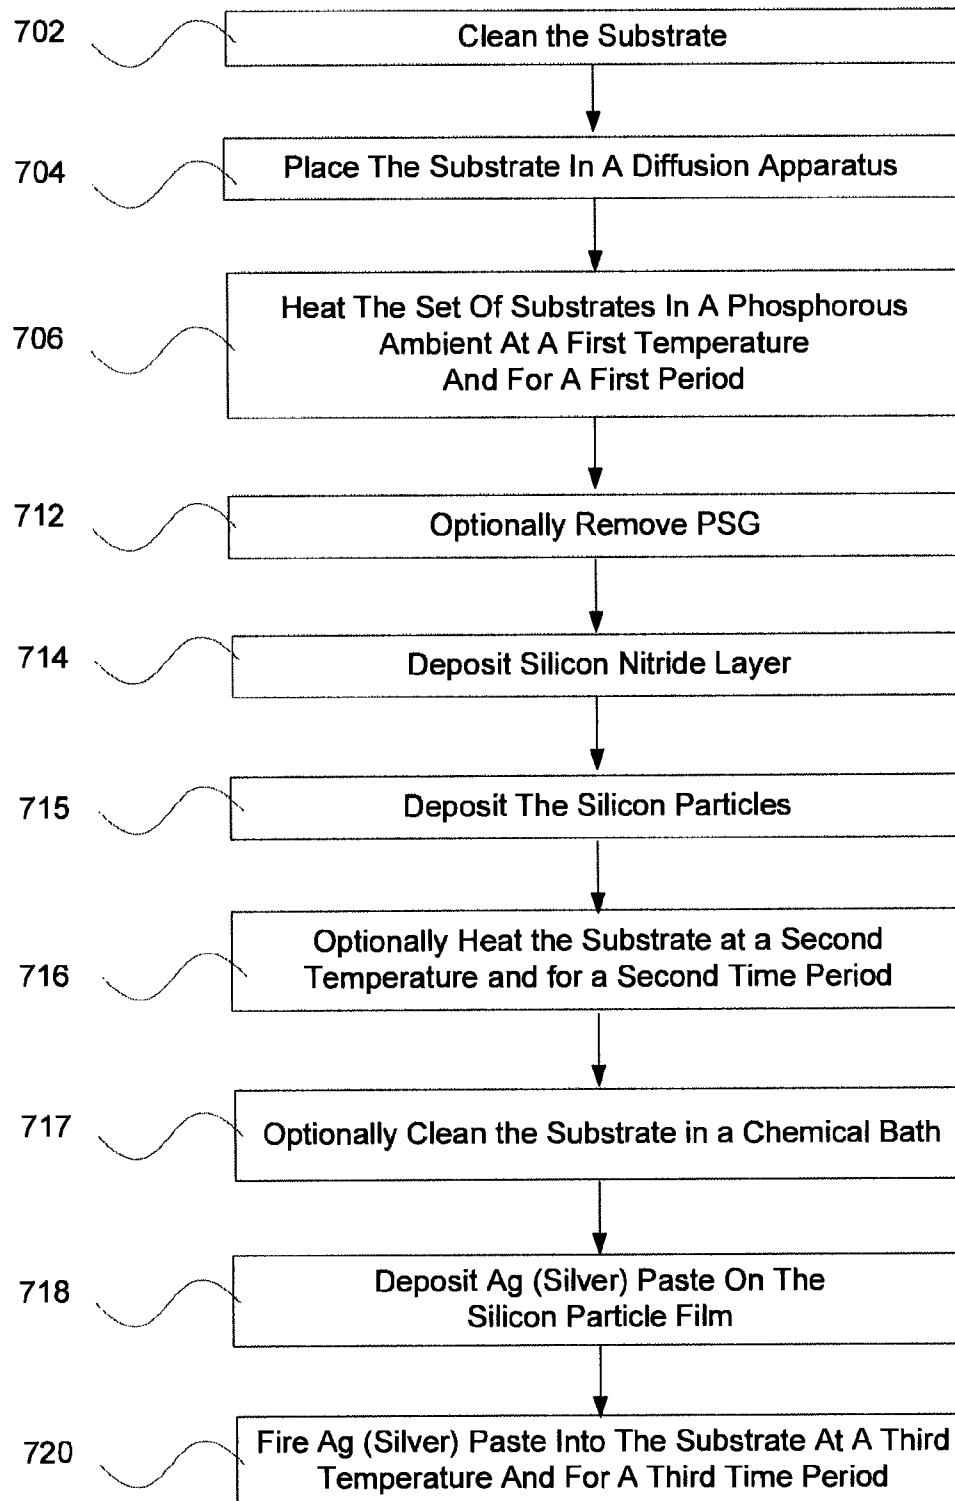 702
Clean the Substrate
704
Place The Substrate In A Diffusion Apparatus
706
Heat The Set Of Substrates In A Phosphorous
Ambient At A First Temperature
And For A First Period
712
Optionally Remove PSG
714
Deposit Silicon Nitride Layer
715
Deposit The Silicon Particles
716
Optionally Heat the Substrate at a Second
Temperature and for a Second Time Period
717
Optionally Clean the Substrate in a Chemical Bath
718
Deposit Ag (Silver) Paste On The
Silicon Particle Film
720
Fire Ag (Silver) Paste Into The Substrate At A Third
Temperature And For A Third Time Period